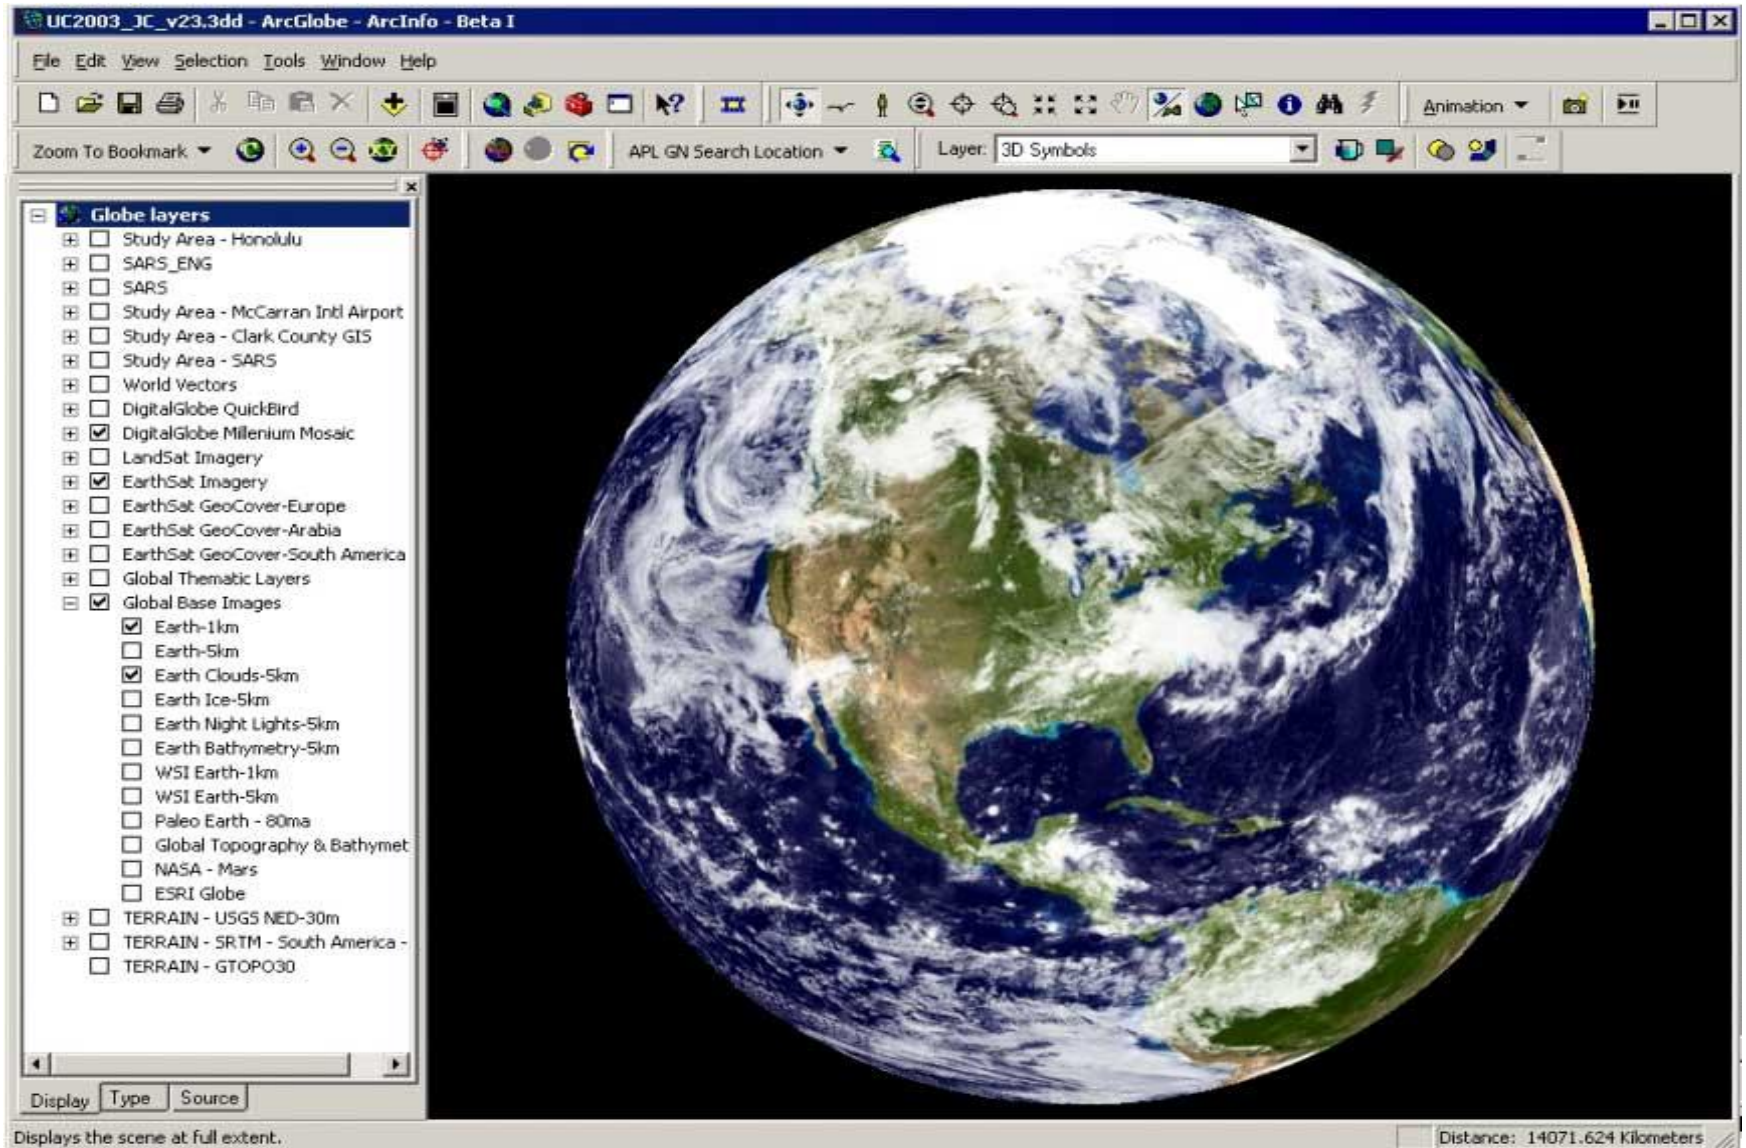 UC2003_JC_v23.3dd - ArcGlobe - ArcInfo - Beta I
File Edit View Selection Tools Window Help
Animation
Zoom To Bookmark APL GN Search Location Layer: 3D Symbols
Globe layers
Study Area - Honolulu
SARS_ENG
SARS
Study Area - McCarran Intl Airport
Study Area - Clark County GIS
Study Area - SARS
World Vectors
DigitalGlobe QuickBird
DigitalGlobe Millenium Mosaic
LandSat Imagery
EarthSat Imagery
EarthSat GeoCover-Europe
EarthSat GeoCover-Arabia
EarthSat GeoCover-South America
Global Thematic Layers
Global Base Images
Earth-1km
Earth-5km
Earth Clouds-5km
Earth Ice-5km
Earth Night Lights-5km
Earth Bathymetry-5km
WSI Earth-1km
WSI Earth-5km
Paleo Earth - 80ma
Global Topography & Bathymet
NASA - Mars
ESRI Globe
TERRAIN - USGS NED-30m
TERRAIN - SRTM - South America -
TERRAIN - GTOPO30
Display Type Source
Displays the scene at full extent. Distance: 14071.624 Kilometers